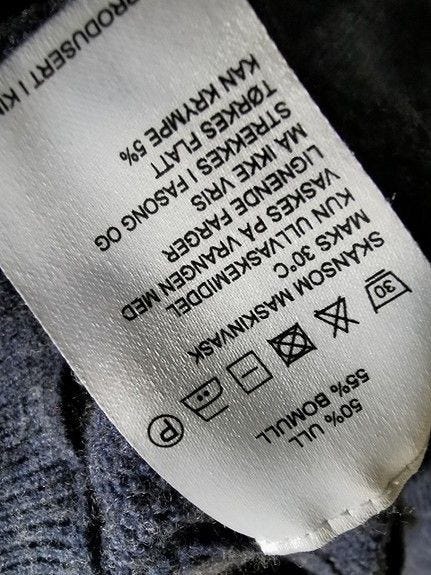 50% ULL
55% BOMULL
30 P
SKÅNSOM MASKINVASK
MAKS 30°C
KUN ULLVASKEMIDDEL
VASKES PÅ VRANGEN MED
LIGNENDE FARGER
MÅ IKKE VRIS
STREKKES I FASONG OG
TØRKES FLATT
KAN KRYMPE 5%
PRODUSERT I